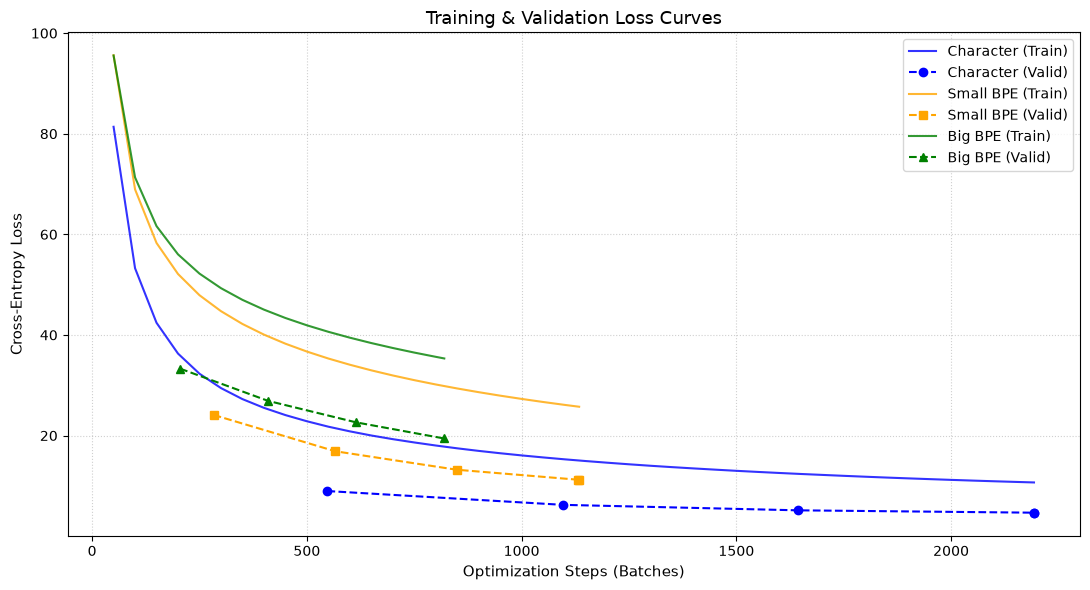 Training & Validation Loss Curves
100
80
60
40
20
Cross-Entropy Loss
0
500
1000
1500
2000
Optimization Steps (Batches)
Character (Train)
Character (Valid)
Small BPE (Train)
Small BPE (Valid)
Big BPE (Train)
Big BPE (Valid)